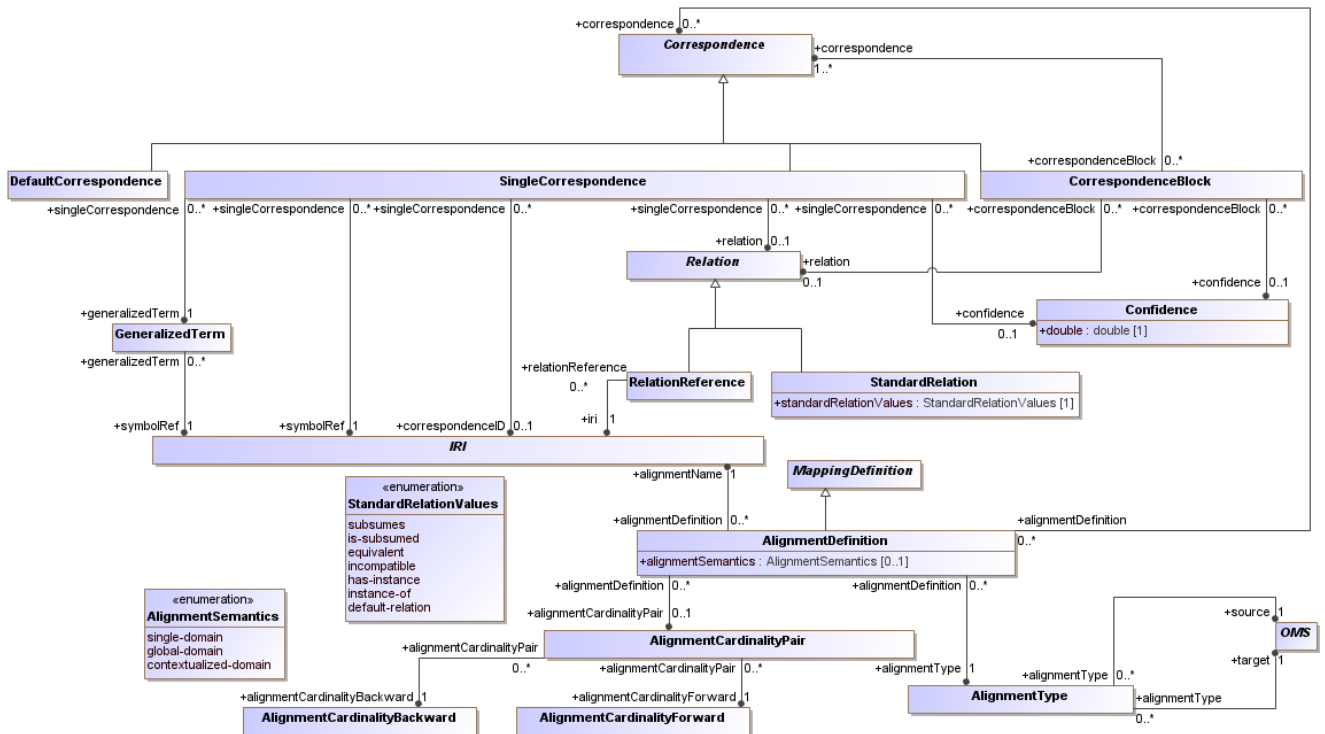 +correspondence 0..*
Correspondence
+correspondence
1..*
+correspondenceBlock 0..*
DefaultCorrespondence
SingleCorrespondence
CorrespondenceBlock
+singleCorrespondence 0..* +singleCorrespondence 0..* +singleCorrespondence 0..* +singleCorrespondence 0..* +singleCorrespondence 0..* +correspondenceBlock 0..* +correspondenceBlock 0..*
+relation 0..1
Relation
+relation
0..1
+confidence 0..1
+generalizedTerm 1
GeneralizedTerm
+generalizedTerm 0..*
+confidence
0..1
Confidence
+double : double [1]
+relationReference
0..*
RelationReference
StandardRelation
+standardRelationValues : StandardRelationValues [1]
+symbolRef 1 +symbolRef 1 +correspondenceID 0..1 +iri 1
IRI
+alignmentName 1
MappingDefinition
«enumeration»
StandardRelationValues
subsumes
is-subsumed
equivalent
incompatible
has-instance
instance-of
default-relation
+alignmentDefinition 0..*
+alignmentDefinition
0..*
AlignmentDefinition
+alignmentSemantics : AlignmentSemantics [0..1]
+alignmentDefinition 0..* +alignmentDefinition 0..*
«enumeration»
AlignmentSemantics
single-domain
global-domain
contextualized-domain
+alignmentCardinalityPair 0..1
AlignmentCardinalityPair
+alignmentCardinalityPair
0..*
+alignmentCardinalityPair 0..*
+alignmentType 1
+source 1
OMS
+target 1
+alignmentType 0..*
AlignmentType
+alignmentType
0..*
+alignmentCardinalityBackward 1 +alignmentCardinalityForward 1
AlignmentCardinalityBackward
AlignmentCardinalityForward